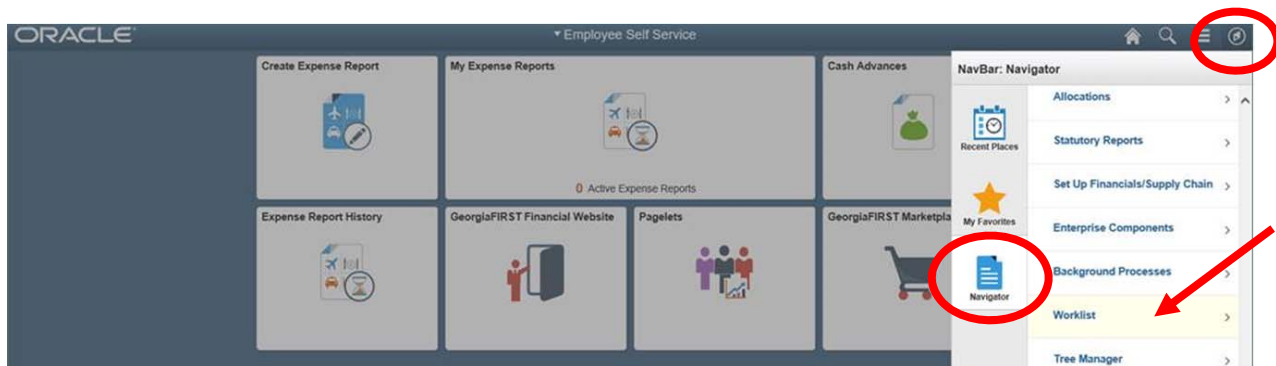 ORACLE
Employee Self Service
Create Expense Report
My Expense Reports
0 Active Expense Reports
Cash Advances
Expense Report History
GeorgiaFIRST Financial Website
Pagelets
GeorgiaFIRST Marketpla
NavBar: Navigator
Recent Places
My Favorites
Navigator
Allocations
Statutory Reports
Set Up Financials/Supply Chain
Enterprise Components
Background Processes
Worklist
Tree Manager